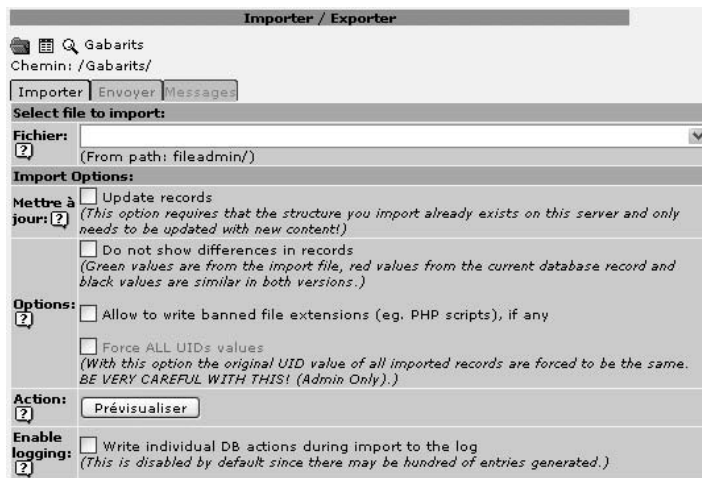 Importer / Exporter
Gabarits
Chemin: /Gabarits/
Importer Envoyer Messages
Select file to import:
Fichier:
[?]
(From path: fileadmin/)
Import Options:
Mettre à
jour: [?]
Update records
(This option requires that the structure you import already exists on this server and only
needs to be updated with new content!)
Do not show differences in records
(Green values are from the import file, red values from the current database record and
black values are similar in both versions.)
Options:
[?]
Allow to write banned file extensions (eg. PHP scripts), if any
Force ALL UIDs values
(With this option the original UID value of all imported records are forced to be the same.
BE VERY CAREFUL WITH THIS! (Admin Only).)
Action:
[?]
Prévisualiser
Enable
logging:
[?]
Write individual DB actions during import to the log
(This is disabled by default since there may be hundred of entries generated.)